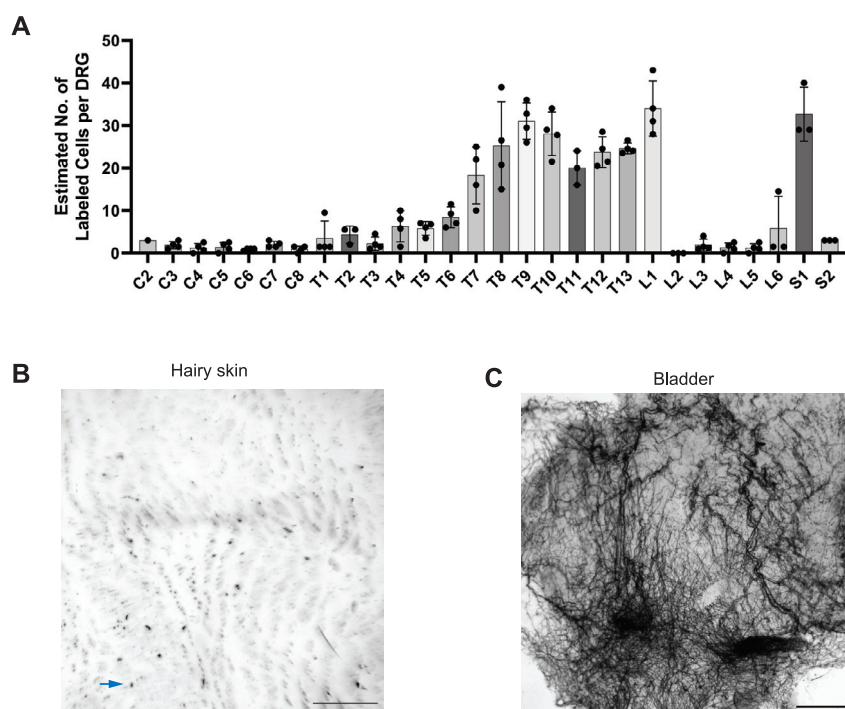 A
Estimated No. of
Labeled Cells per DRG
50
40
30
20
10
0
C2 C3 C4 C5 C6 C7 C8 T1 T2 T3 T4 T5 T6 T7 T8 T9 T10 T11 T12 T13 L1 L2 L3 L4 L5 L6 S1 S2
B
Hairy skin
C
Bladder